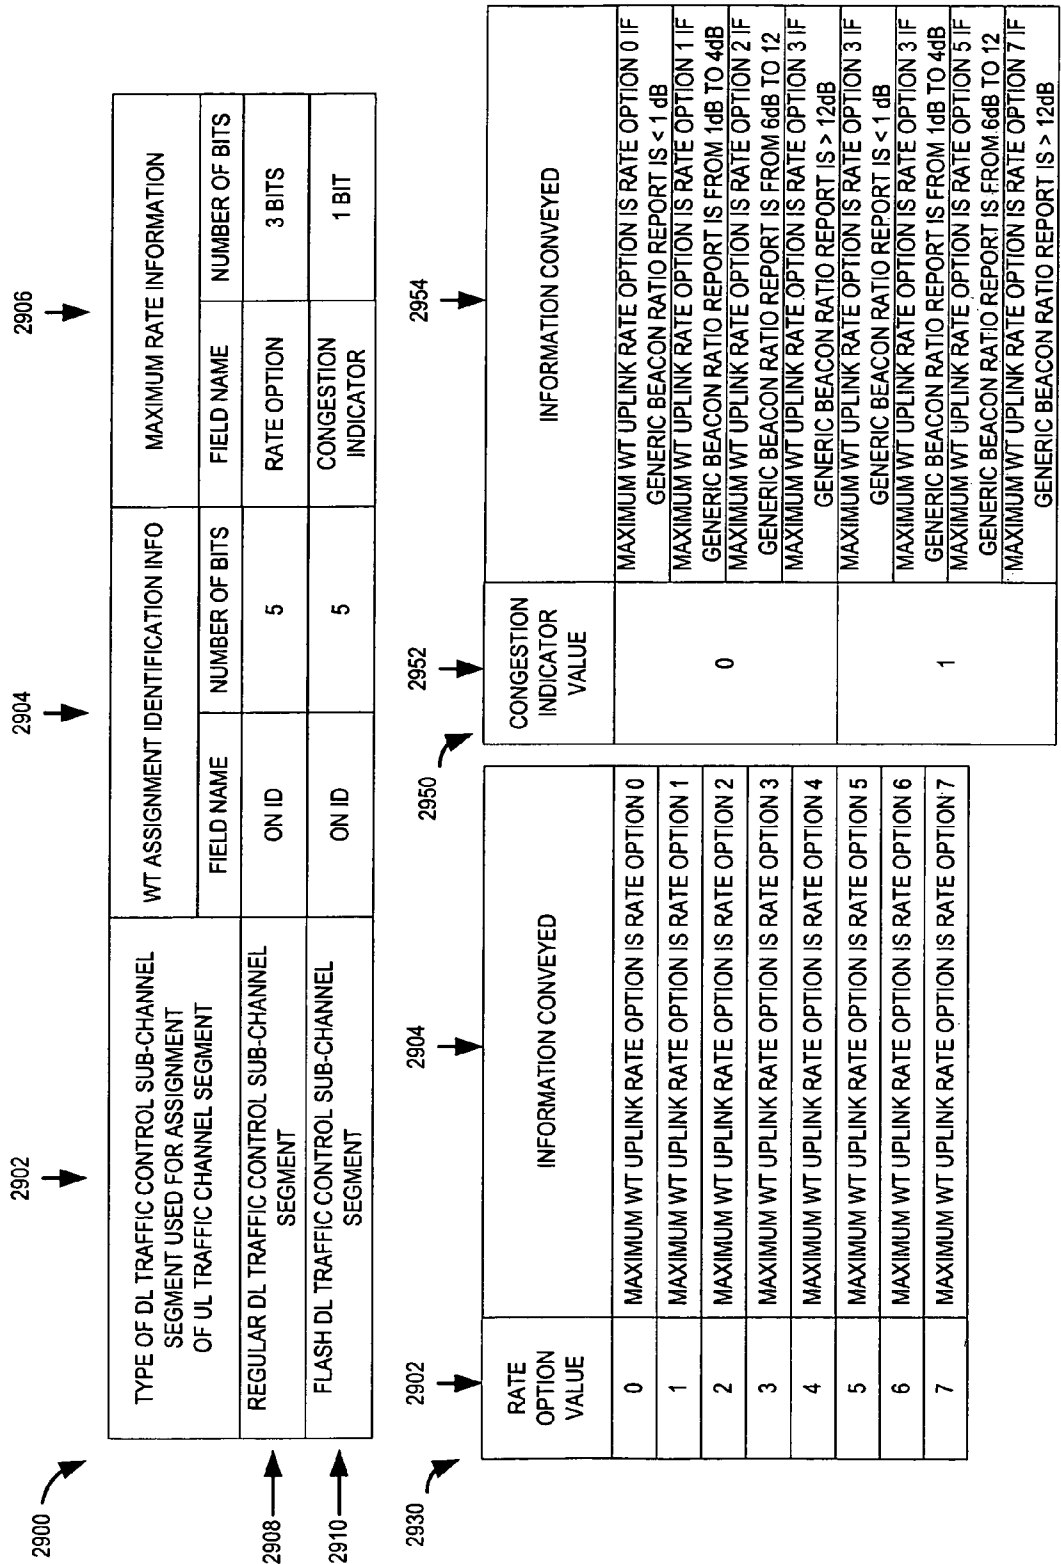 2900
2902
2904
2906
TYPE OF DL TRAFFIC CONTROL SUB-CHANNEL
SEGMENT USED FOR ASSIGNMENT
OF UL TRAFFIC CHANNEL SEGMENT
WT ASSIGNMENT IDENTIFICATION INFO
MAXIMUM RATE INFORMATION
FIELD NAME
NUMBER OF BITS
FIELD NAME
NUMBER OF BITS
2908
REGULAR DL TRAFFIC CONTROL SUB-CHANNEL
SEGMENT
ON ID
5
RATE OPTION
3 BITS
2910
FLASH DL TRAFFIC CONTROL SUB-CHANNEL
SEGMENT
ON ID
5
CONGESTION
INDICATOR
1 BIT
2930
2902
2904
RATE
OPTION
VALUE
INFORMATION CONVEYED
0
MAXIMUM WT UPLINK RATE OPTION IS RATE OPTION 0
1
MAXIMUM WT UPLINK RATE OPTION IS RATE OPTION 1
2
MAXIMUM WT UPLINK RATE OPTION IS RATE OPTION 2
3
MAXIMUM WT UPLINK RATE OPTION IS RATE OPTION 3
4
MAXIMUM WT UPLINK RATE OPTION IS RATE OPTION 4
5
MAXIMUM WT UPLINK RATE OPTION IS RATE OPTION 5
6
MAXIMUM WT UPLINK RATE OPTION IS RATE OPTION 6
7
MAXIMUM WT UPLINK RATE OPTION IS RATE OPTION 7
2950
2952
2954
CONGESTION
INDICATOR
VALUE
INFORMATION CONVEYED
0
MAXIMUM WT UPLINK RATE OPTION IS RATE OPTION 0 IF
GENERIC BEACON RATIO REPORT IS < 1 dB
MAXIMUM WT UPLINK RATE OPTION IS RATE OPTION 1 IF
GENERIC BEACON RATIO REPORT IS FROM 1dB TO 4dB
MAXIMUM WT UPLINK RATE OPTION IS RATE OPTION 2 IF
GENERIC BEACON RATIO REPORT IS FROM 6dB TO 12
MAXIMUM WT UPLINK RATE OPTION IS RATE OPTION 3 IF
GENERIC BEACON RATIO REPORT IS > 12dB
1
MAXIMUM WT UPLINK RATE OPTION IS RATE OPTION 3 IF
GENERIC BEACON RATIO REPORT IS < 1 dB
MAXIMUM WT UPLINK RATE OPTION IS RATE OPTION 3 IF
GENERIC BEACON RATIO REPORT IS FROM 1dB TO 4dB
MAXIMUM WT UPLINK RATE OPTION IS RATE OPTION 5 IF
GENERIC BEACON RATIO REPORT IS FROM 6dB TO 12
MAXIMUM WT UPLINK RATE OPTION IS RATE OPTION 7 IF
GENERIC BEACON RATIO REPORT IS > 12dB